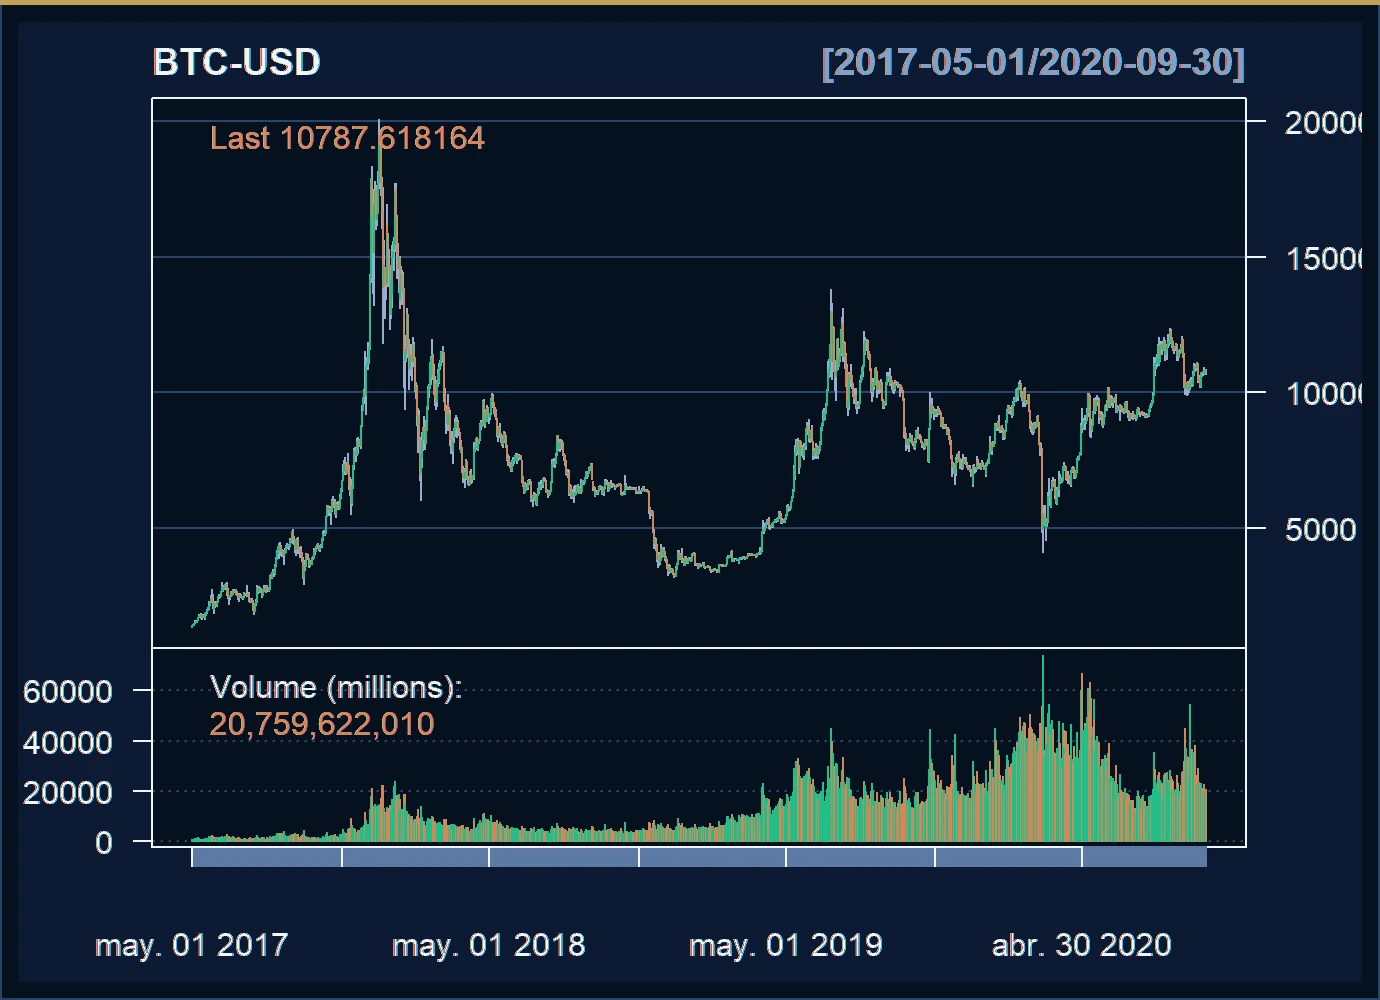 BTC-USD [2017-05-01/2020-09-30]
Last 10787.618164
20000
15000
10000
5000
Volume (millions):
20,759,622,010
60000
40000
20000
0
may. 01 2017 may. 01 2018 may. 01 2019 abr. 30 2020